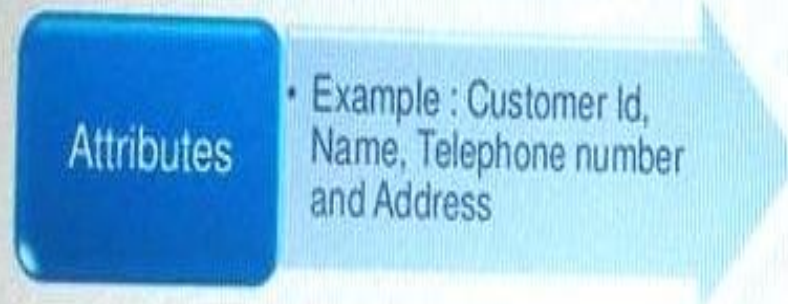 Attributes
• Example : Customer Id,
Name, Telephone number
and Address